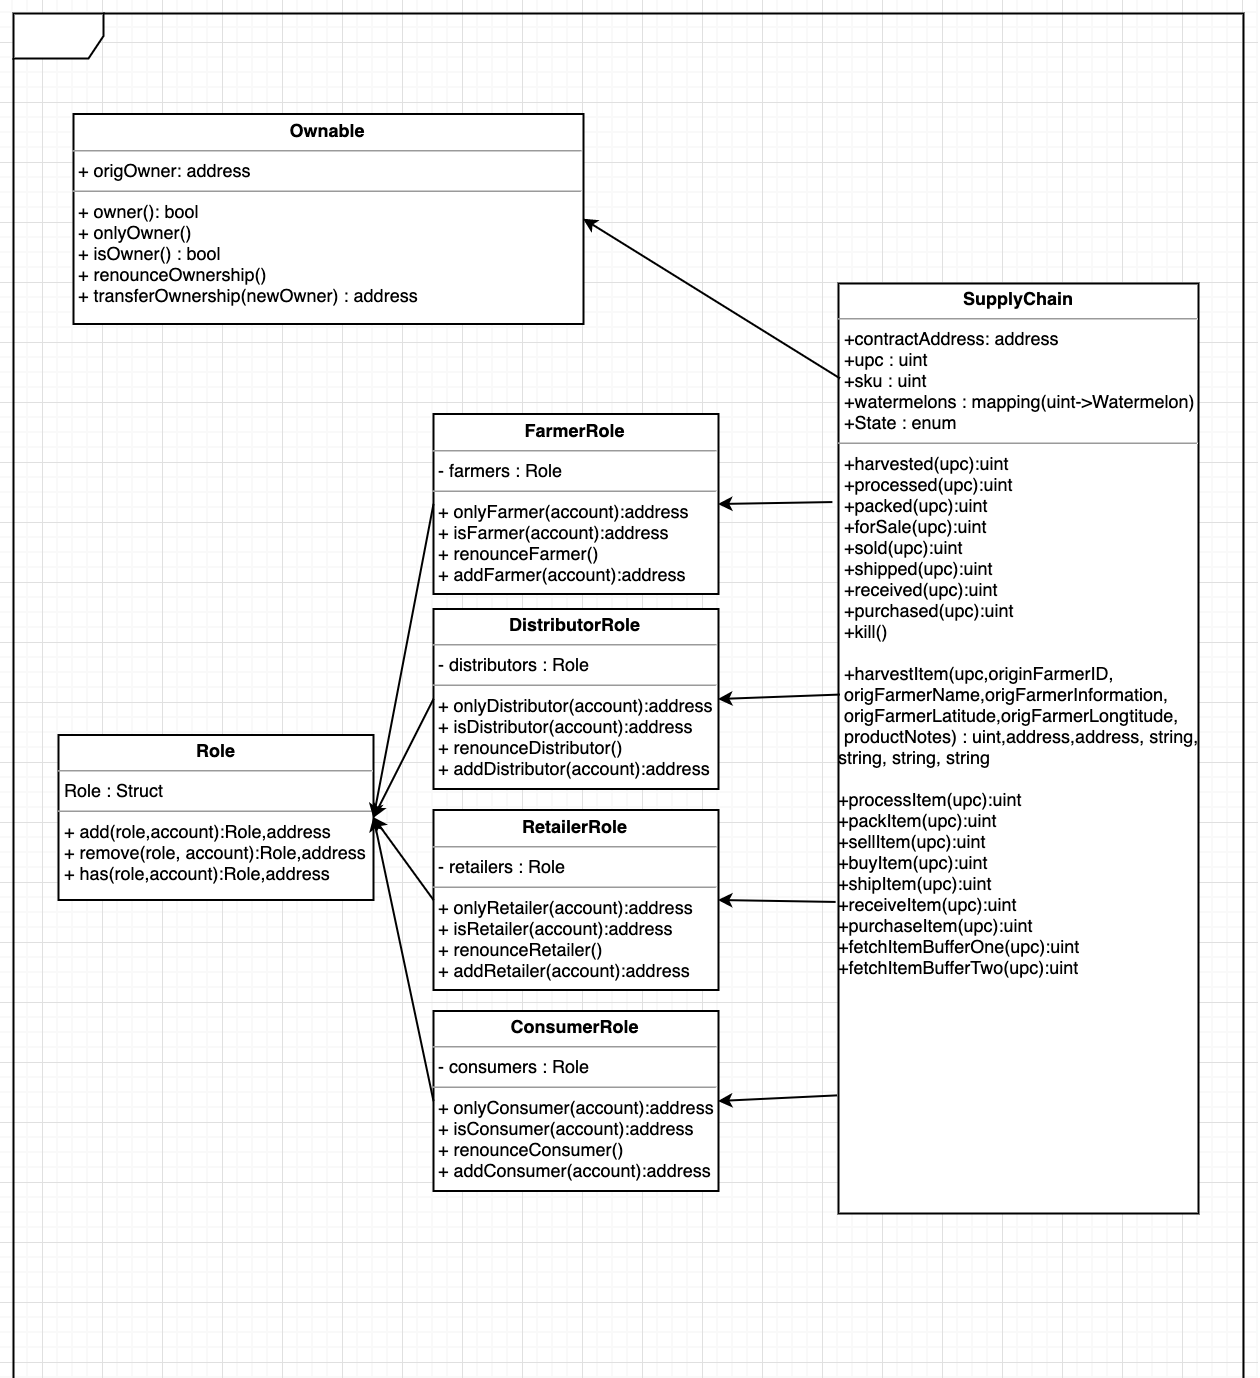 Ownable
+ origOwner: address
+ owner(): bool
+ onlyOwner()
+ isOwner() : bool
+ renounceOwnership()
+ transferOwnership(newOwner) : address
SupplyChain
+contractAddress: address
+upc : uint
+sku : uint
+watermelons : mapping(uint->Watermelon)
+State : enum
+harvested(upc):uint
+processed(upc):uint
+packed(upc):uint
+forSale(upc):uint
+sold(upc):uint
+shipped(upc):uint
+received(upc):uint
+purchased(upc):uint
+kill()
+harvestItem(upc,originFarmerID,
origFarmerName,origFarmerInformation,
origFarmerLatitude,origFarmerLongtitude,
productNotes) : uint,address,address, string,
string, string, string
+processItem(upc):uint
+packItem(upc):uint
+sellItem(upc):uint
+buyItem(upc):uint
+shipItem(upc):uint
+receiveItem(upc):uint
+purchaseItem(upc):uint
+fetchItemBufferOne(upc):uint
+fetchItemBufferTwo(upc):uint
FarmerRole
- farmers : Role
+ onlyFarmer(account):address
+ isFarmer(account):address
+ renounceFarmer()
+ addFarmer(account):address
DistributorRole
- distributors : Role
+ onlyDistributor(account):address
+ isDistributor(account):address
+ renounceDistributor()
+ addDistributor(account):address
Role
Role : Struct
+ add(role,account):Role,address
+ remove(role, account):Role,address
+ has(role,account):Role,address
RetailerRole
- retailers : Role
+ onlyRetailer(account):address
+ isRetailer(account):address
+ renounceRetailer()
+ addRetailer(account):address
ConsumerRole
- consumers : Role
+ onlyConsumer(account):address
+ isConsumer(account):address
+ renounceConsumer()
+ addConsumer(account):address